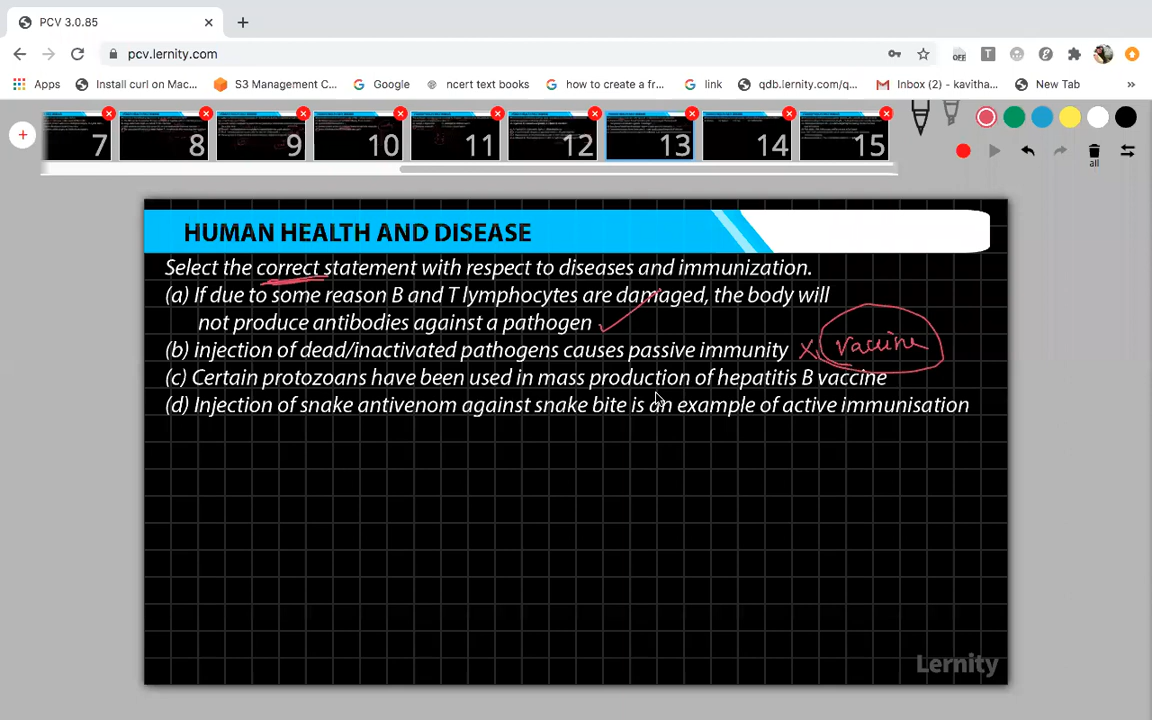 PCV 3.0.85
pcv.lernity.com
Apps Install curl on Mac... S3 Management C... Google ncert text books how to create a fr... link qdb.lernity.com/q... Inbox (2) - kavitha... New Tab »
7 8 9 10 11 12 13 14 15
all
HUMAN HEALTH AND DISEASE
Select the correct statement with respect to diseases and immunization.
(a) If due to some reason B and T lymphocytes are damaged, the body will
not produce antibodies against a pathogen
(b) injection of dead/inactivated pathogens causes passive immunity x vaccine
(c) Certain protozoans have been used in mass production of hepatitis B vaccine
(d) Injection of snake antivenom against snake bite is an example of active immunisation
Lernity